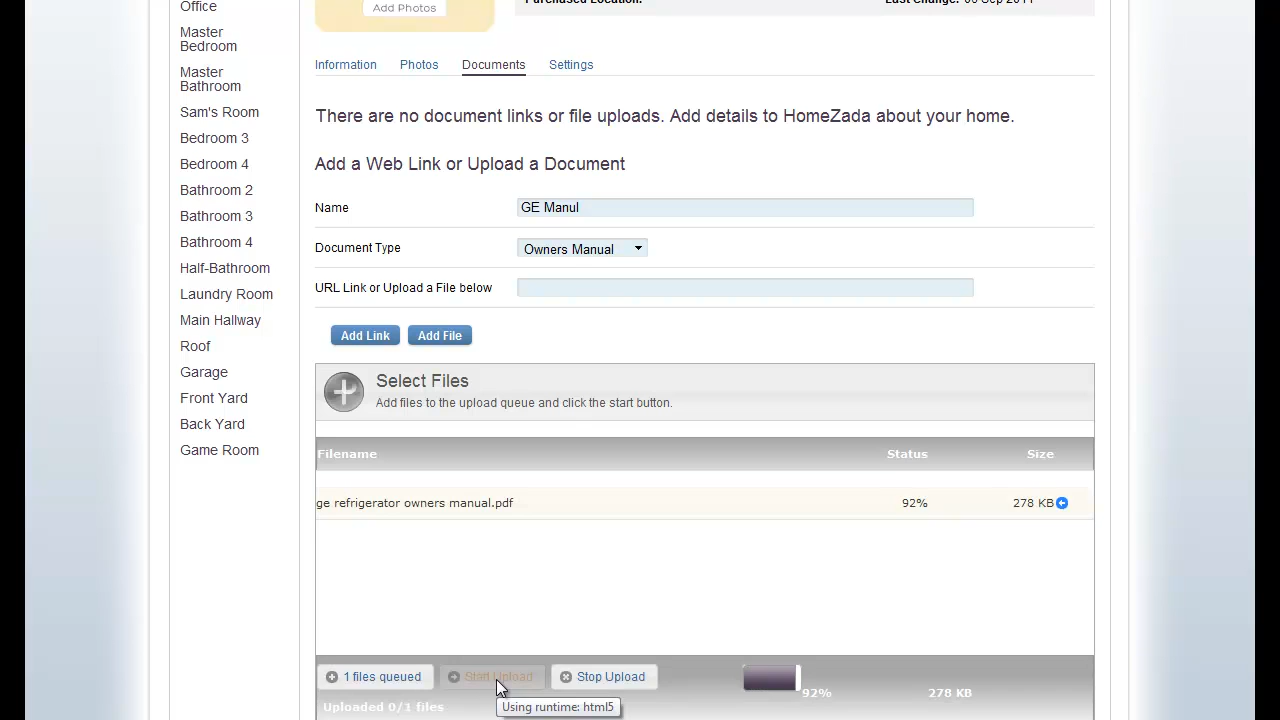 Office
Master
Bedroom
Master
Bathroom
Sam's Room
Bedroom 3
Bedroom 4
Bathroom 2
Bathroom 3
Bathroom 4
Half-Bathroom
Laundry Room
Main Hallway
Roof
Garage
Front Yard
Back Yard
Game Room
Add Photos
Purchased Location:
Last Change:
Information Photos Documents Settings
There are no document links or file uploads. Add details to HomeZada about your home.
Add a Web Link or Upload a Document
Name GE Manul
Document Type Owners Manual
URL Link or Upload a File below
Add Link Add File
Select Files
Add files to the upload queue and click the start button.
Filename Status Size
ge refrigerator owners manual.pdf 92% 278 KB
1 files queued Start Upload Stop Upload
92% 278 KB
Uploaded 0/1 files
Using runtime: html5